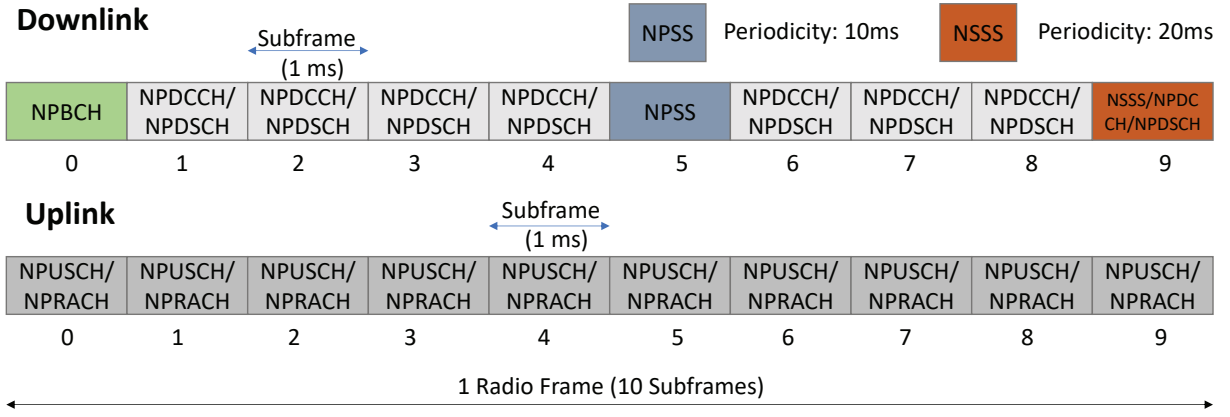 Downlink
Subframe
(1 ms)
NPSS
Periodicity: 10ms
NSSS
Periodicity: 20ms
NPBCH
NPDCCH/
NPDSCH
NPDCCH/
NPDSCH
NPDCCH/
NPDSCH
NPDCCH/
NPDSCH
NPSS
NPDCCH/
NPDSCH
NPDCCH/
NPDSCH
NPDCCH/
NPDSCH
NSSS/NPDC
CH/NPDSCH
0 1 2 3 4 5 6 7 8 9
Uplink
Subframe
(1 ms)
NPUSCH/
NPRACH
NPUSCH/
NPRACH
NPUSCH/
NPRACH
NPUSCH/
NPRACH
NPUSCH/
NPRACH
NPUSCH/
NPRACH
NPUSCH/
NPRACH
NPUSCH/
NPRACH
NPUSCH/
NPRACH
NPUSCH/
NPRACH
0 1 2 3 4 5 6 7 8 9
1 Radio Frame (10 Subframes)